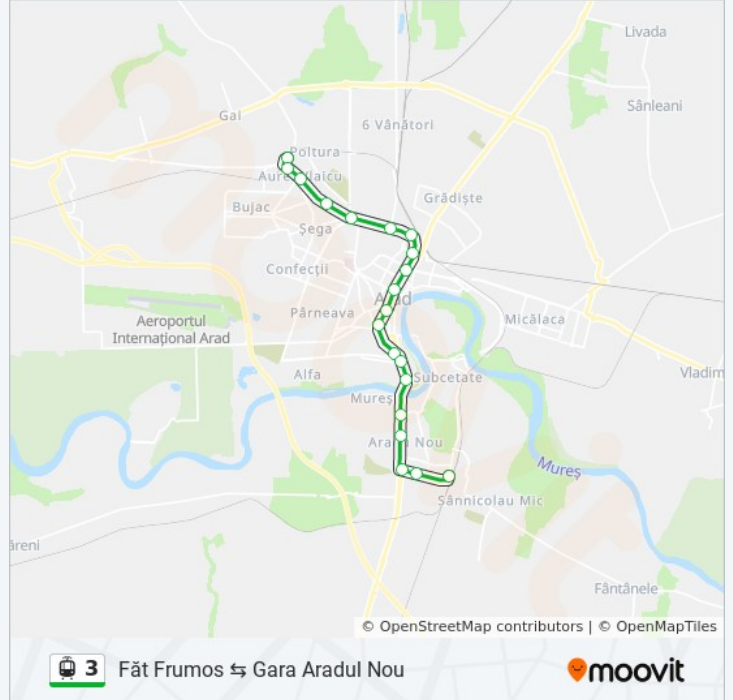 Livada
Sânleani
Gal
6 Vânători
Poltura
Aurel Vlaicu
Grădiște
Bujac
Șega
Confecții
Arad
Pârneava
Micălaca
Aeroportul
Internațional Arad
Alfa
Subcetate
Vladim
Mureș
Aradul Nou
Mureș
Sânnicolau Mic
ăreni
Fântânele
© OpenStreetMap contributors | © OpenMapTiles
3 Făt Frumos ⇆ Gara Aradul Nou
moovit